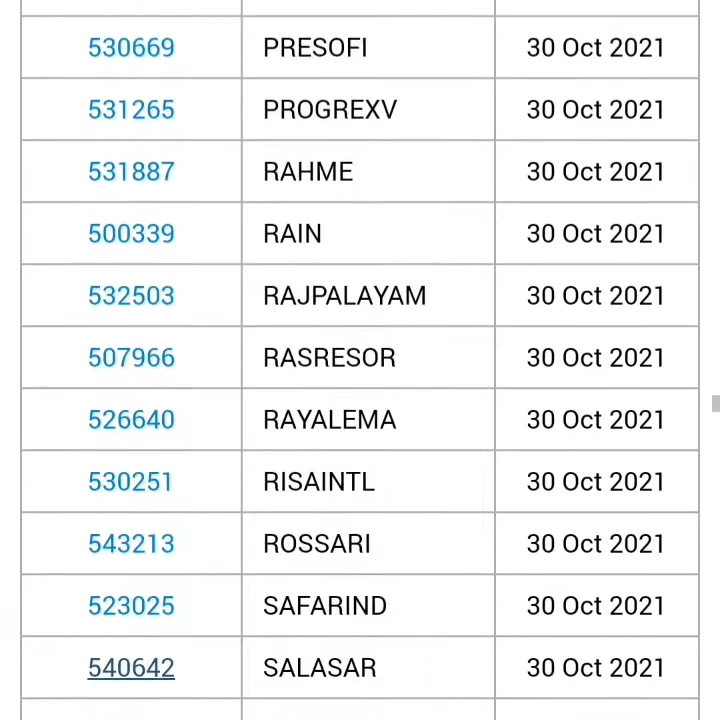 530669 PRESOFI 30 Oct 2021
531265 PROGREXV 30 Oct 2021
531887 RAHME 30 Oct 2021
500339 RAIN 30 Oct 2021
532503 RAJPALAYAM 30 Oct 2021
507966 RASRESOR 30 Oct 2021
526640 RAYALEMA 30 Oct 2021
530251 RISAINTL 30 Oct 2021
543213 ROSSARI 30 Oct 2021
523025 SAFARIND 30 Oct 2021
540642 SALASAR 30 Oct 2021